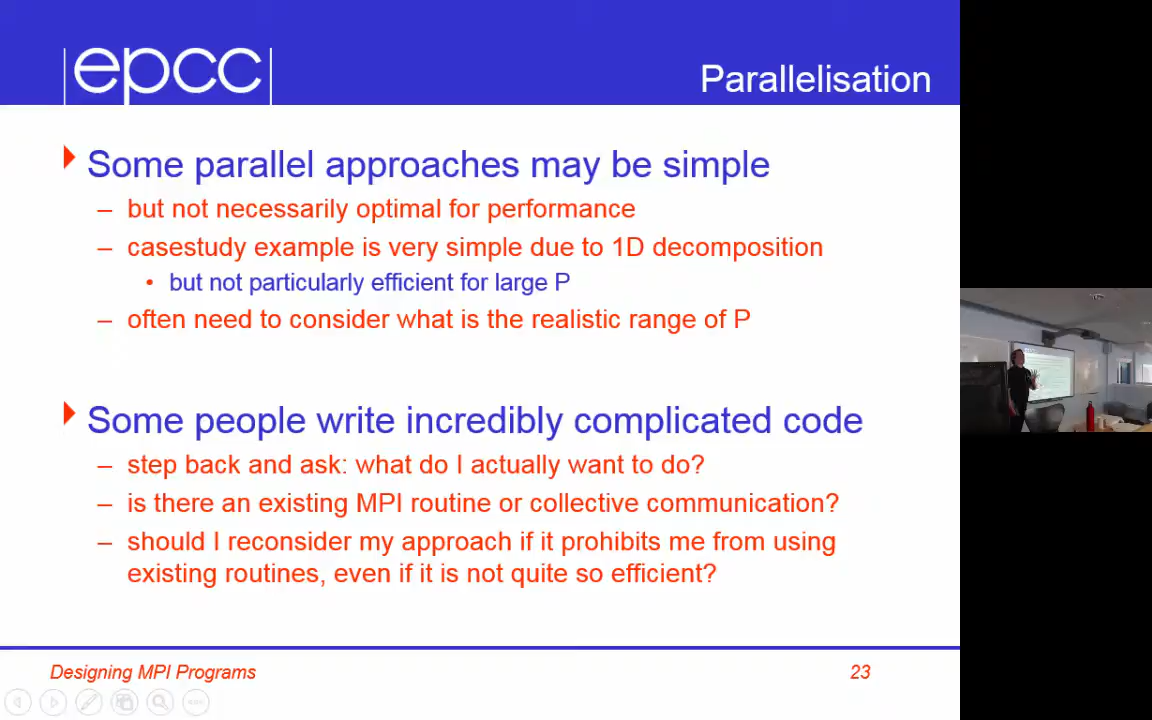 epcc
Parallelisation
Some parallel approaches may be simple
– but not necessarily optimal for performance
– casestudy example is very simple due to 1D decomposition
• but not particularly efficient for large P
– often need to consider what is the realistic range of P
Some people write incredibly complicated code
– step back and ask: what do I actually want to do?
– is there an existing MPI routine or collective communication?
– should I reconsider my approach if it prohibits me from using
existing routines, even if it is not quite so efficient?
Designing MPI Programs
23